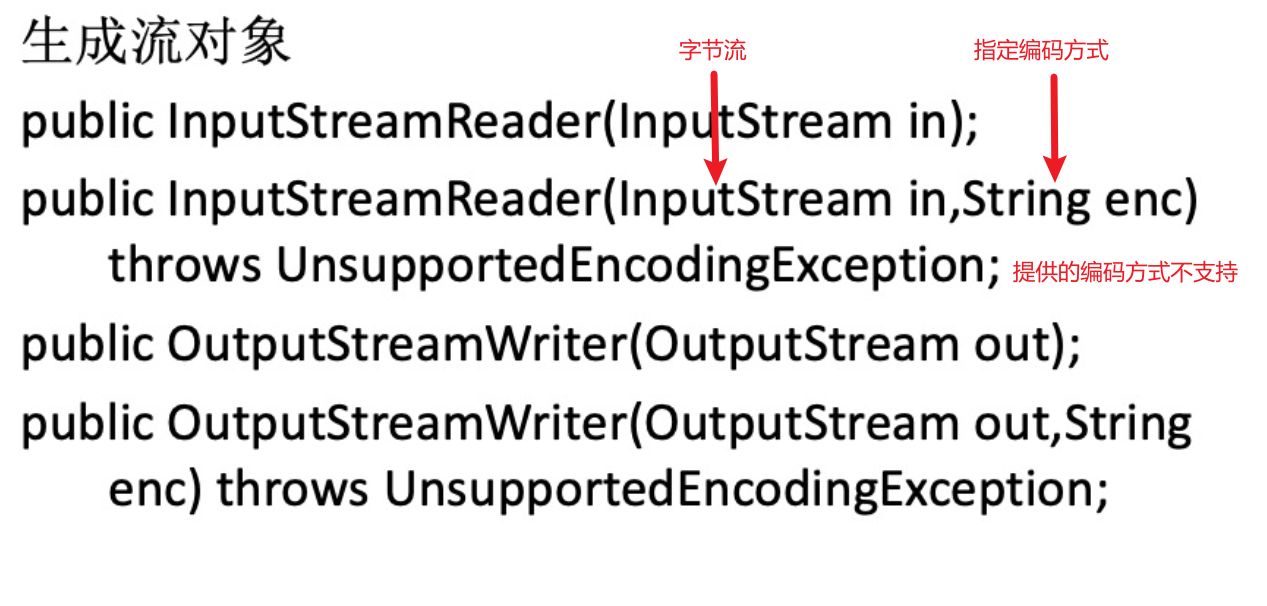 生成流对象
字节流
指定编码方式
public InputStreamReader(InputStream in);
public InputStreamReader(InputStream in,String enc)
throws UnsupportedEncodingException;
提供的编码方式不支持
public OutputStreamWriter(OutputStream out);
public OutputStreamWriter(OutputStream out,String
enc) throws UnsupportedEncodingException;